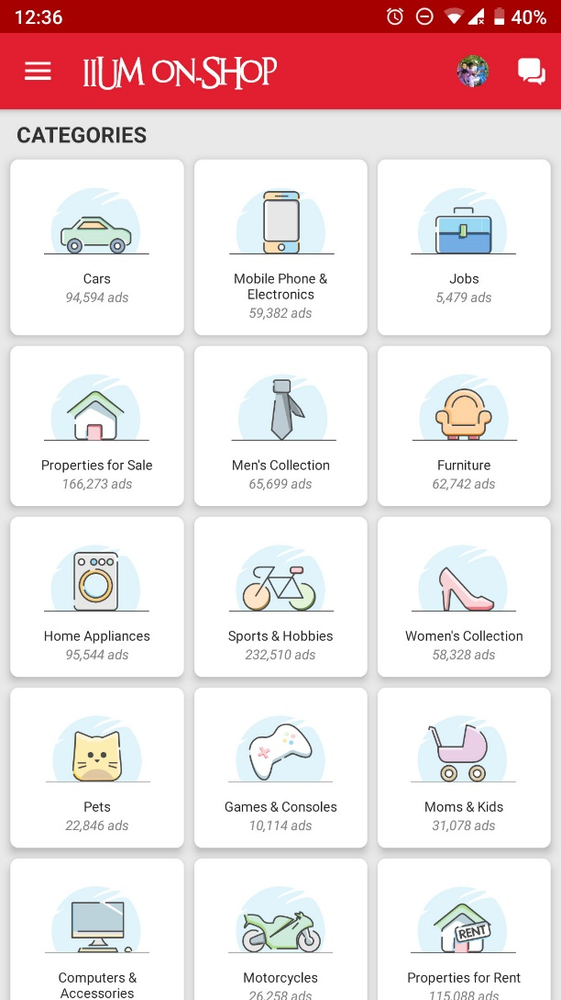 12:36
40%
IIUM ON-SHOP
CATEGORIES
Cars
94,594 ads
Mobile Phone &
Electronics
59,382 ads
Jobs
5,479 ads
Properties for Sale
166,273 ads
Men's Collection
65,699 ads
Furniture
62,742 ads
Home Appliances
95,544 ads
Sports & Hobbies
232,510 ads
Women's Collection
58,328 ads
Pets
22,846 ads
Games & Consoles
10,114 ads
Moms & Kids
31,078 ads
Computers &
Accessories
Motorcycles
26,258 ads
RENT
Properties for Rent
115,088 ads